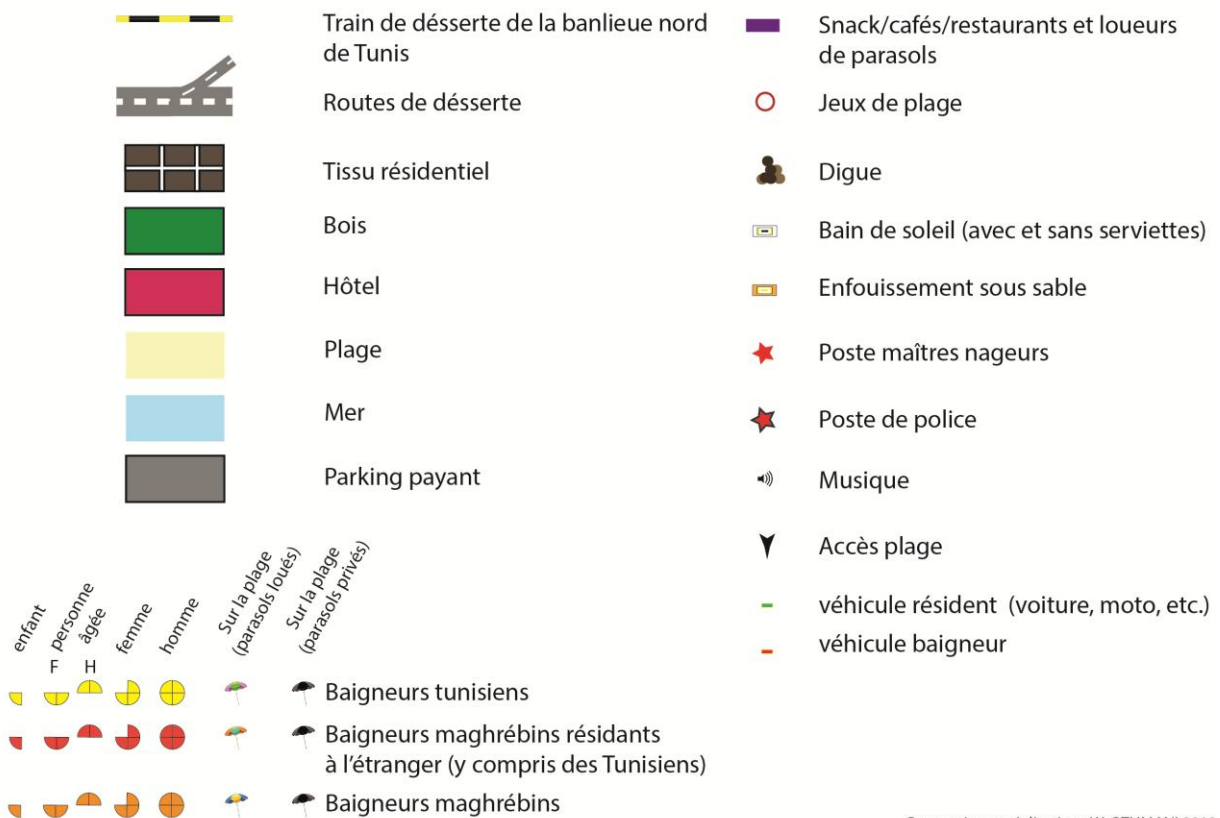 Train de désserte de la banlieue nord
de Tunis
Routes de désserte
Tissu résidentiel
Bois
Hôtel
Plage
Mer
Parking payant
Snack/cafés/restaurants et loueurs
de parasols
Jeux de plage
Digue
Bain de soleil (avec et sans serviettes)
Enfouissement sous sable
Poste maîtres nageurs
Poste de police
Musique
Accès plage
véhicule résident (voiture, moto, etc.)
véhicule baigneur
enfant
personne
âgée
femme
homme
Sur la plage
(parasols loués)
Sur la plage
(parasols privés)
F H
Baigneurs tunisiens
Baigneurs maghrébins résidants
à l'étranger (y compris des Tunisiens)
Baigneurs maghrébins